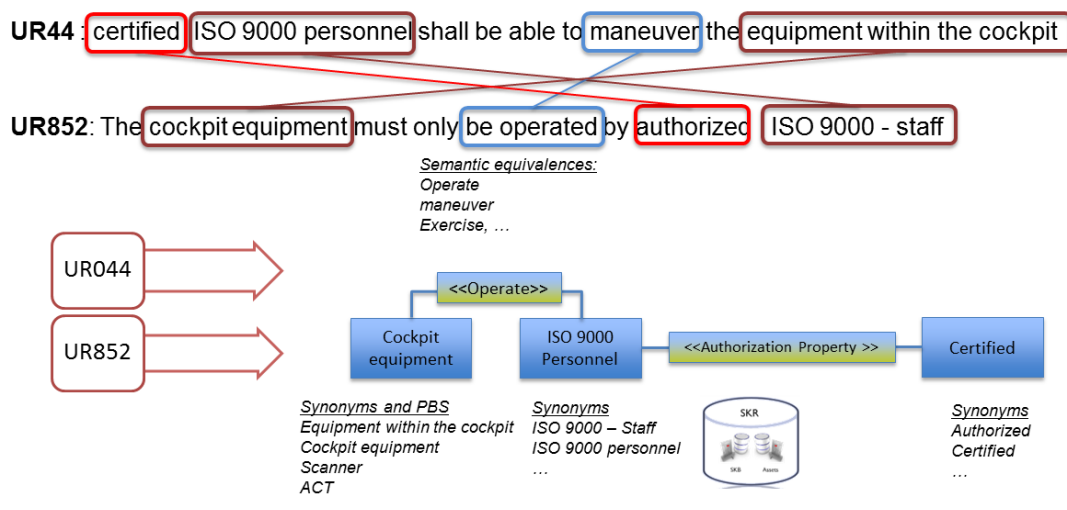 UR44 : certified ISO 9000 personnel shall be able to maneuver the equipment within the cockpit
UR852: The cockpit equipment must only be operated by authorized ISO 9000 - staff
Semantic equivalences:
Operate
maneuver
Exercise, …
UR044
UR852
<<Operate>>
Cockpit
equipment
ISO 9000
Personnel
<<Authorization Property >>
Certified
Synonyms and PBS
Equipment within the cockpit
Cockpit equipment
Scanner
ACT
Synonyms
ISO 9000 – Staff
ISO 9000 personnel
…
SKR
SKB
Assets
Synonyms
Authorized
Certified
…